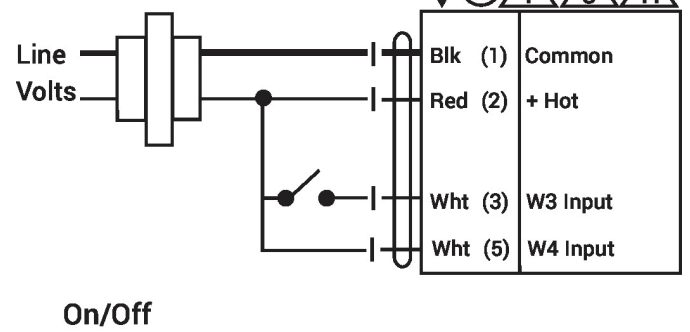 Line
Volts
Blk (1) Common
Red (2) + Hot
Wht (3) W3 Input
Wht (5) W4 Input
On/Off